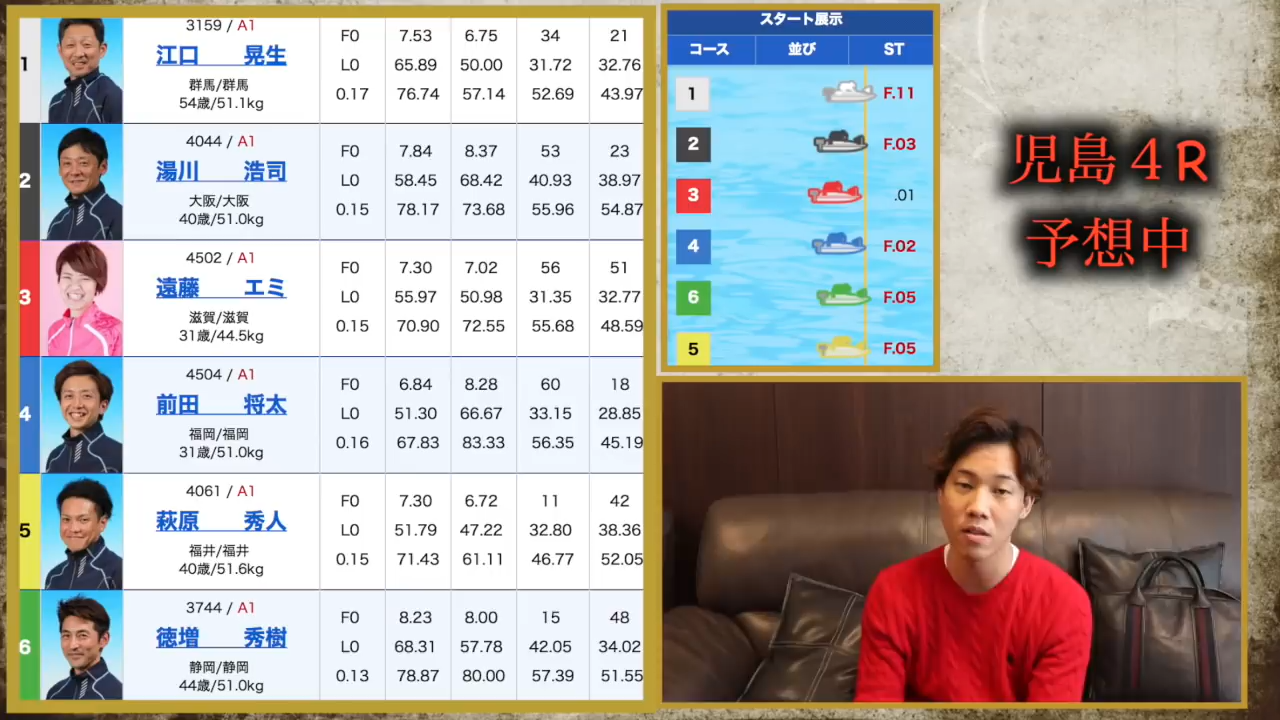 1
3159 / A1
江口 晃生
群馬/群馬
54歳/51.1kg
F0 7.53 6.75 34 21
L0 65.89 50.00 31.72 32.76
0.17 76.74 57.14 52.69 43.97
2
4044 / A1
湯川 浩司
大阪/大阪
40歳/51.0kg
F0 7.84 8.37 53 23
L0 58.45 68.42 40.93 38.97
0.15 78.17 73.68 55.96 54.87
3
4502 / A1
遠藤 エミ
滋賀/滋賀
31歳/44.5kg
F0 7.30 7.02 56 51
L0 55.97 50.98 31.35 32.77
0.15 70.90 72.55 55.68 48.59
4
4504 / A1
前田 将太
福岡/福岡
31歳/51.0kg
F0 6.84 8.28 60 18
L0 51.30 66.67 33.15 28.85
0.16 67.83 83.33 56.35 45.19
5
4061 / A1
萩原 秀人
福井/福井
40歳/51.6kg
F0 7.30 6.72 11 42
L0 51.79 47.22 32.80 38.36
0.15 71.43 61.11 46.77 52.05
6
3744 / A1
徳増 秀樹
静岡/静岡
44歳/51.0kg
F0 8.23 8.00 15 48
L0 68.31 57.78 42.05 34.02
0.13 78.87 80.00 57.39 51.55
スタート展示
コース 並び ST
1 F.11
2 F.03
3 .01
4 F.02
6 F.05
5 F.05
児島4R
予想中